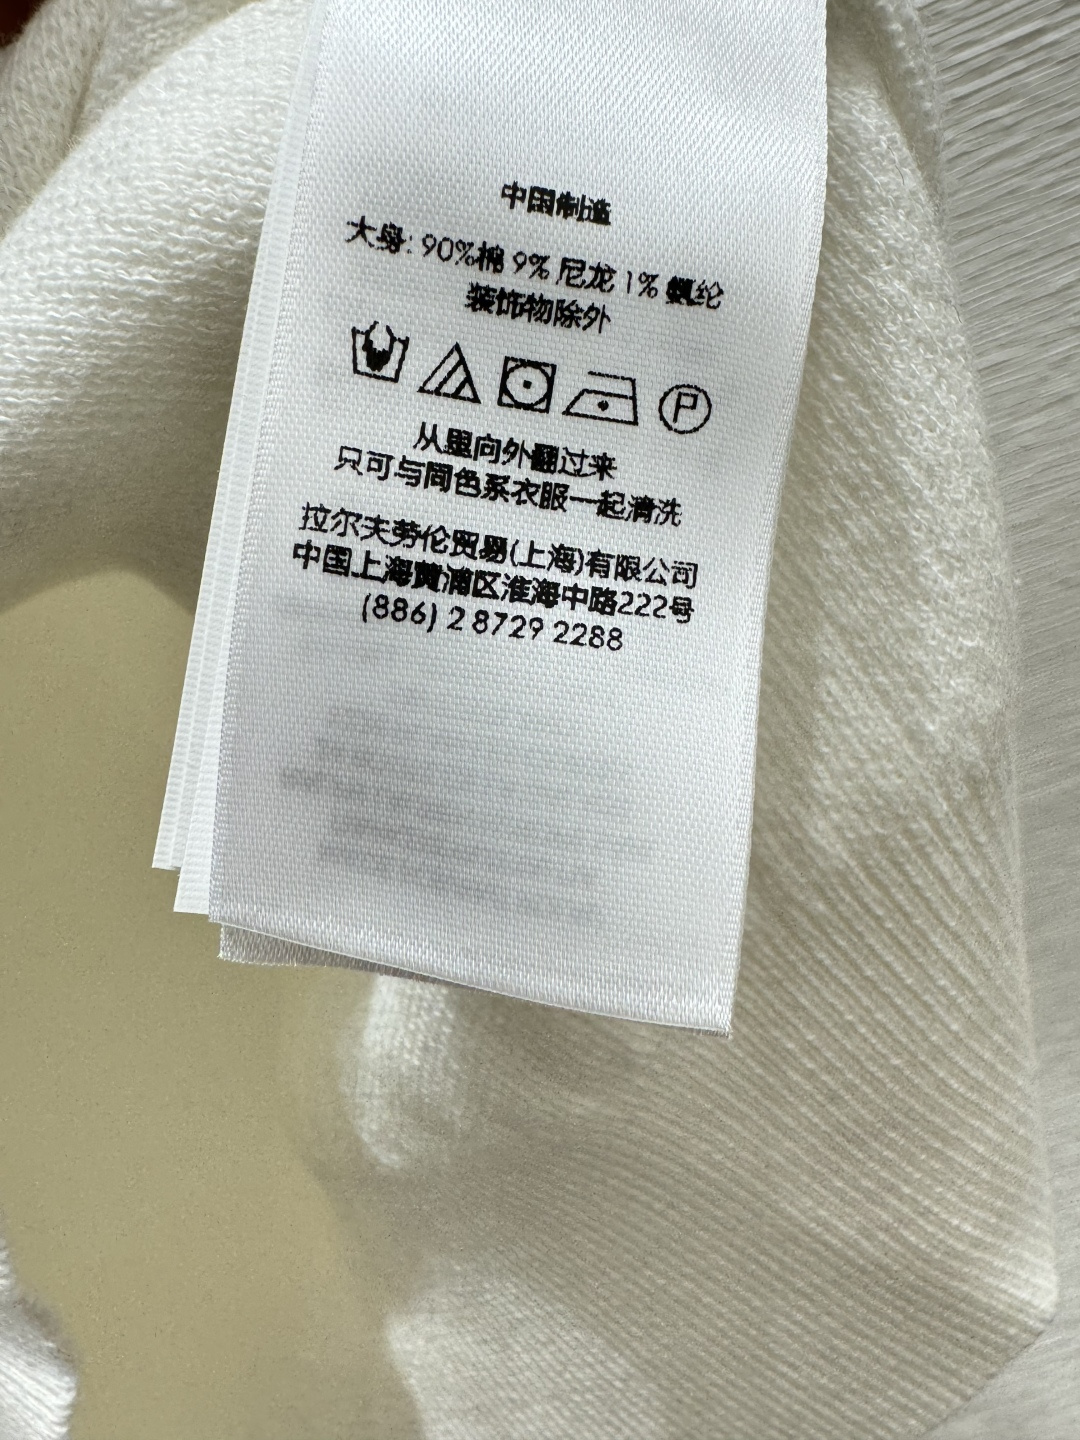 中国制造
大身: 90%棉 9% 尼龙 1% 氨纶
装饰物除外
P
从里向外翻过来
只可与同色系衣服一起清洗
拉尔夫劳伦贸易(上海)有限公司
中国上海黄浦区淮海中路222号
(886) 2 8729 2288